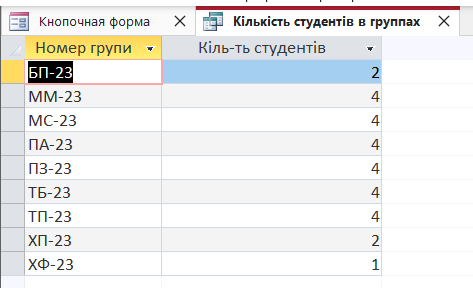 Кнопочная форма Кількість студентів в группах
Номер групи Кіль-ть студентів
БП-23 2
ММ-23 4
МС-23 4
ПА-23 4
ПЗ-23 4
ТБ-23 4
ТП-23 4
ХП-23 2
ХФ-23 1